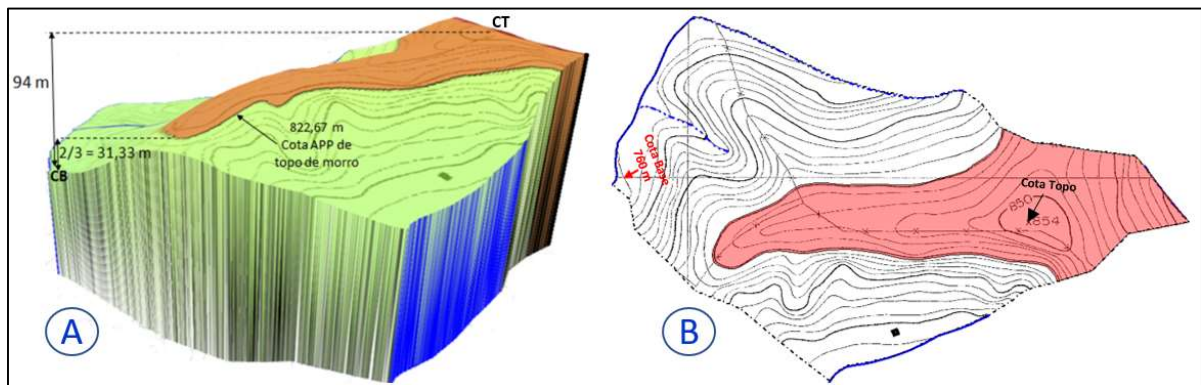 CT
94 m
822,67 m
Cota APP de
topo de morro
2/3 = 31,33 m
CB
A
Cota Base
760 m
Cota Topo
850
854
B